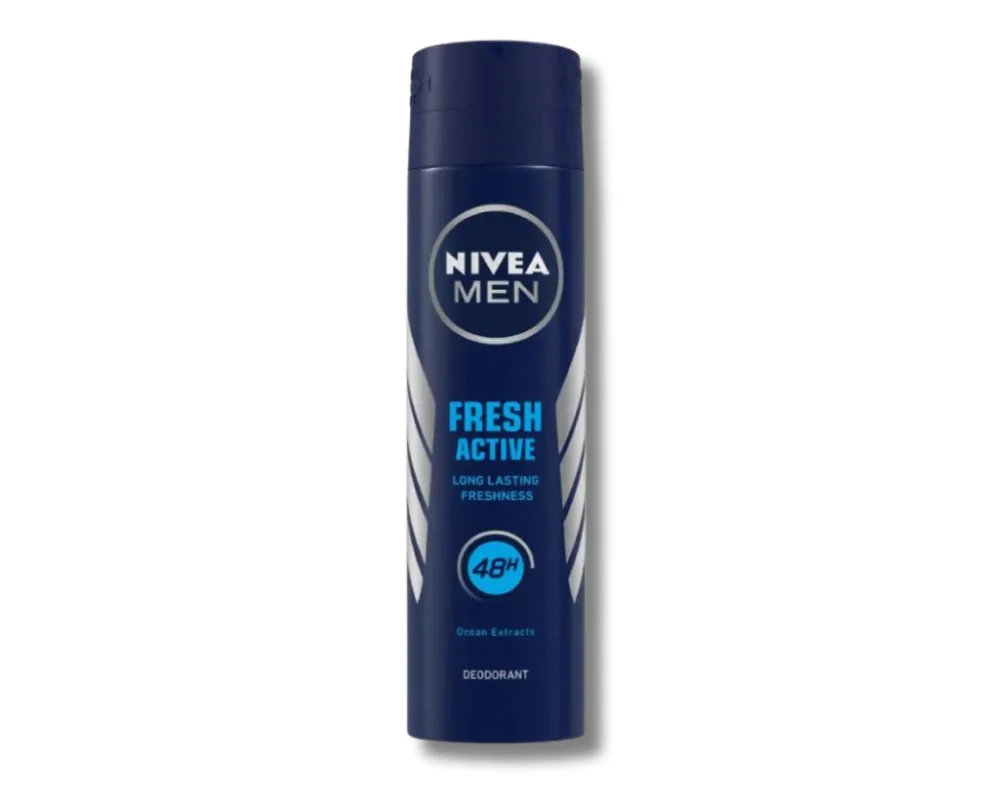 NIVEA
MEN
FRESH
ACTIVE
LONG LASTING
FRESHNESS
48H
Ocean Extracts
DEODORANT